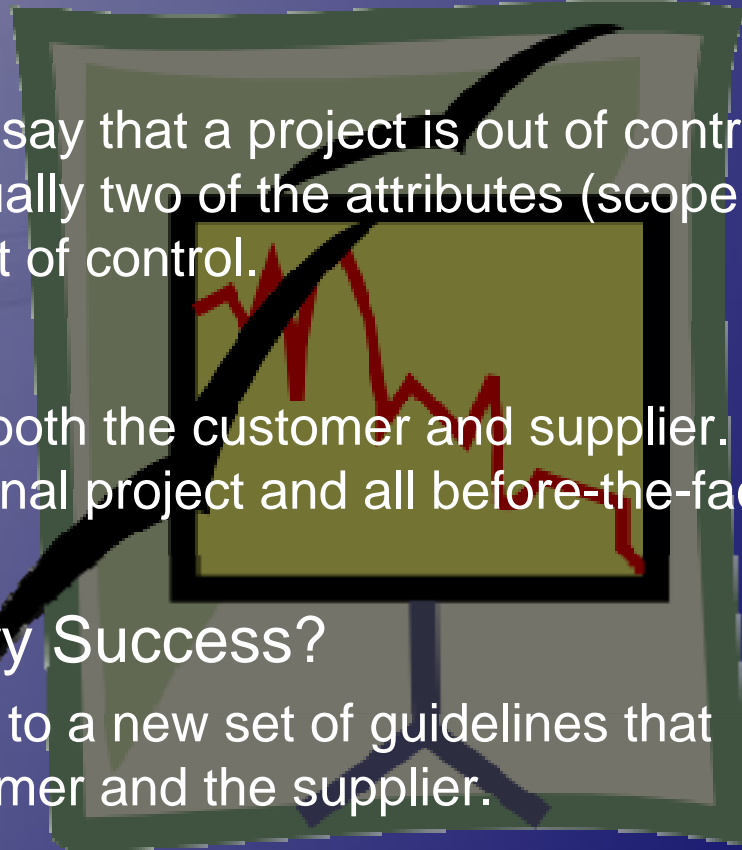 say that a project is out of contr
ually two of the attributes (scope
t of control.
both the customer and supplier.
nal project and all before-the-fac
y Success?
to a new set of guidelines that
mer and the supplier.